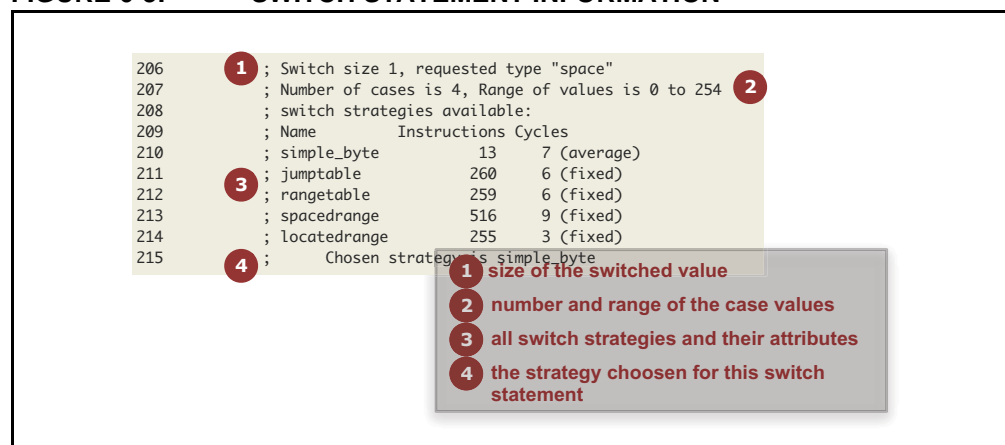 FIGURE 6-3: SWITCH STATEMENT INFORMATION
206 1 ; Switch size 1, requested type "space"
207 ; Number of cases is 4, Range of values is 0 to 254 2
208 ; switch strategies available:
209 ; Name Instructions Cycles
210 ; simple_byte 13 7 (average)
211 ; jumptable 260 6 (fixed)
3
212 ; rangetable 259 6 (fixed)
213 ; spacedrange 516 9 (fixed)
214 ; locatedrange 255 3 (fixed)
215 4 ; Chosen strategy is simple_byte
1 size of the switched value
2 number and range of the case values
3 all switch strategies and their attributes
4 the strategy choosen for this switch
statement